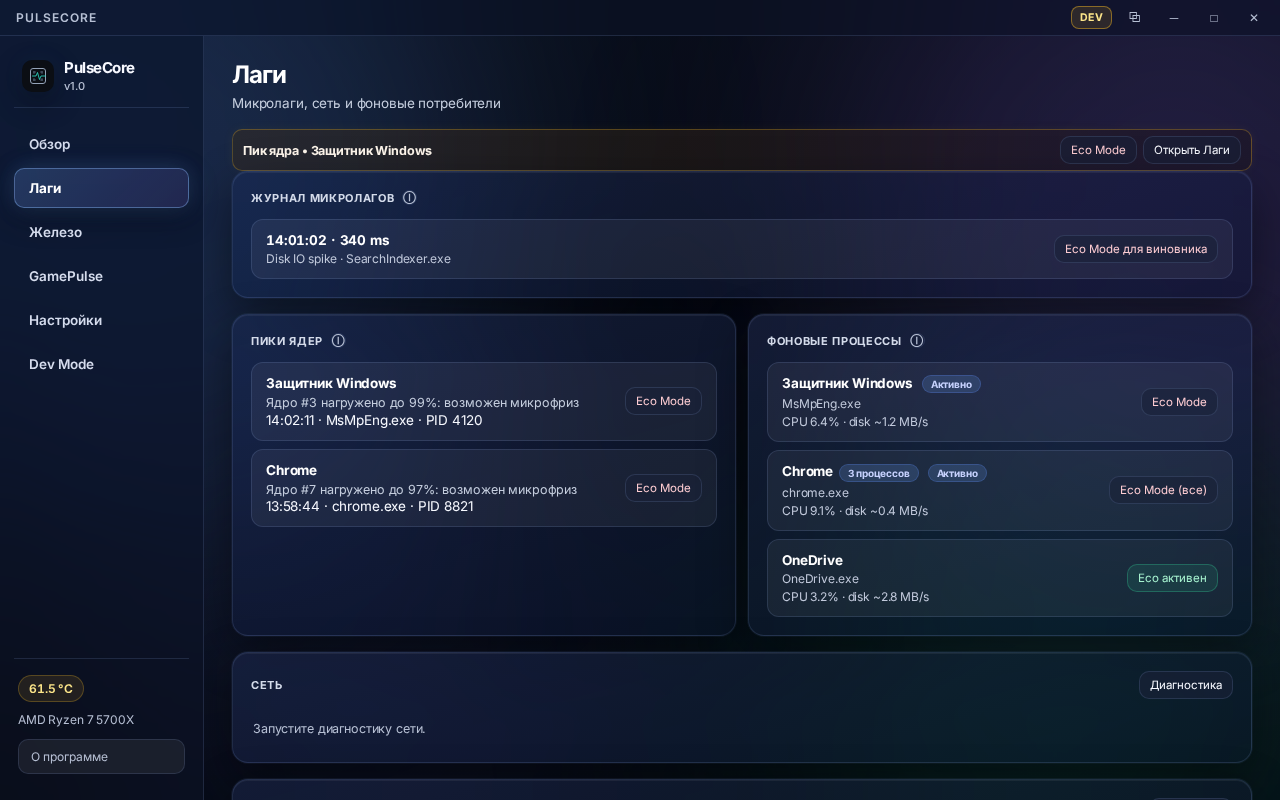 PULSECORE
DEV
PulseCore
v1.0
Обзор
Лаги
Железо
GamePulse
Настройки
Dev Mode
61.5 °C
AMD Ryzen 7 5700X
О программе
Лаги
Микролаги, сеть и фоновые потребители
Пик ядра • Защитник Windows
Eco Mode
Открыть Лаги
ЖУРНАЛ МИКРОЛАГОВ
14:01:02 · 340 ms
Disk IO spike · SearchIndexer.exe
Eco Mode для виновника
ПИКИ ЯДЕР
Защитник Windows
Ядро #3 нагружено до 99%: возможен микрофриз
14:02:11 · MsMpEng.exe · PID 4120
Eco Mode
Chrome
Ядро #7 нагружено до 97%: возможен микрофриз
13:58:44 · chrome.exe · PID 8821
Eco Mode
ФОНОВЫЕ ПРОЦЕССЫ
Защитник Windows Активно
MsMpEng.exe
CPU 6.4% · disk ~1.2 MB/s
Eco Mode
Chrome 3 процессов Активно
chrome.exe
CPU 9.1% · disk ~0.4 MB/s
Eco Mode (все)
OneDrive
OneDrive.exe
CPU 3.2% · disk ~2.8 MB/s
Eco активен
СЕТЬ
Диагностика
Запустите диагностику сети.